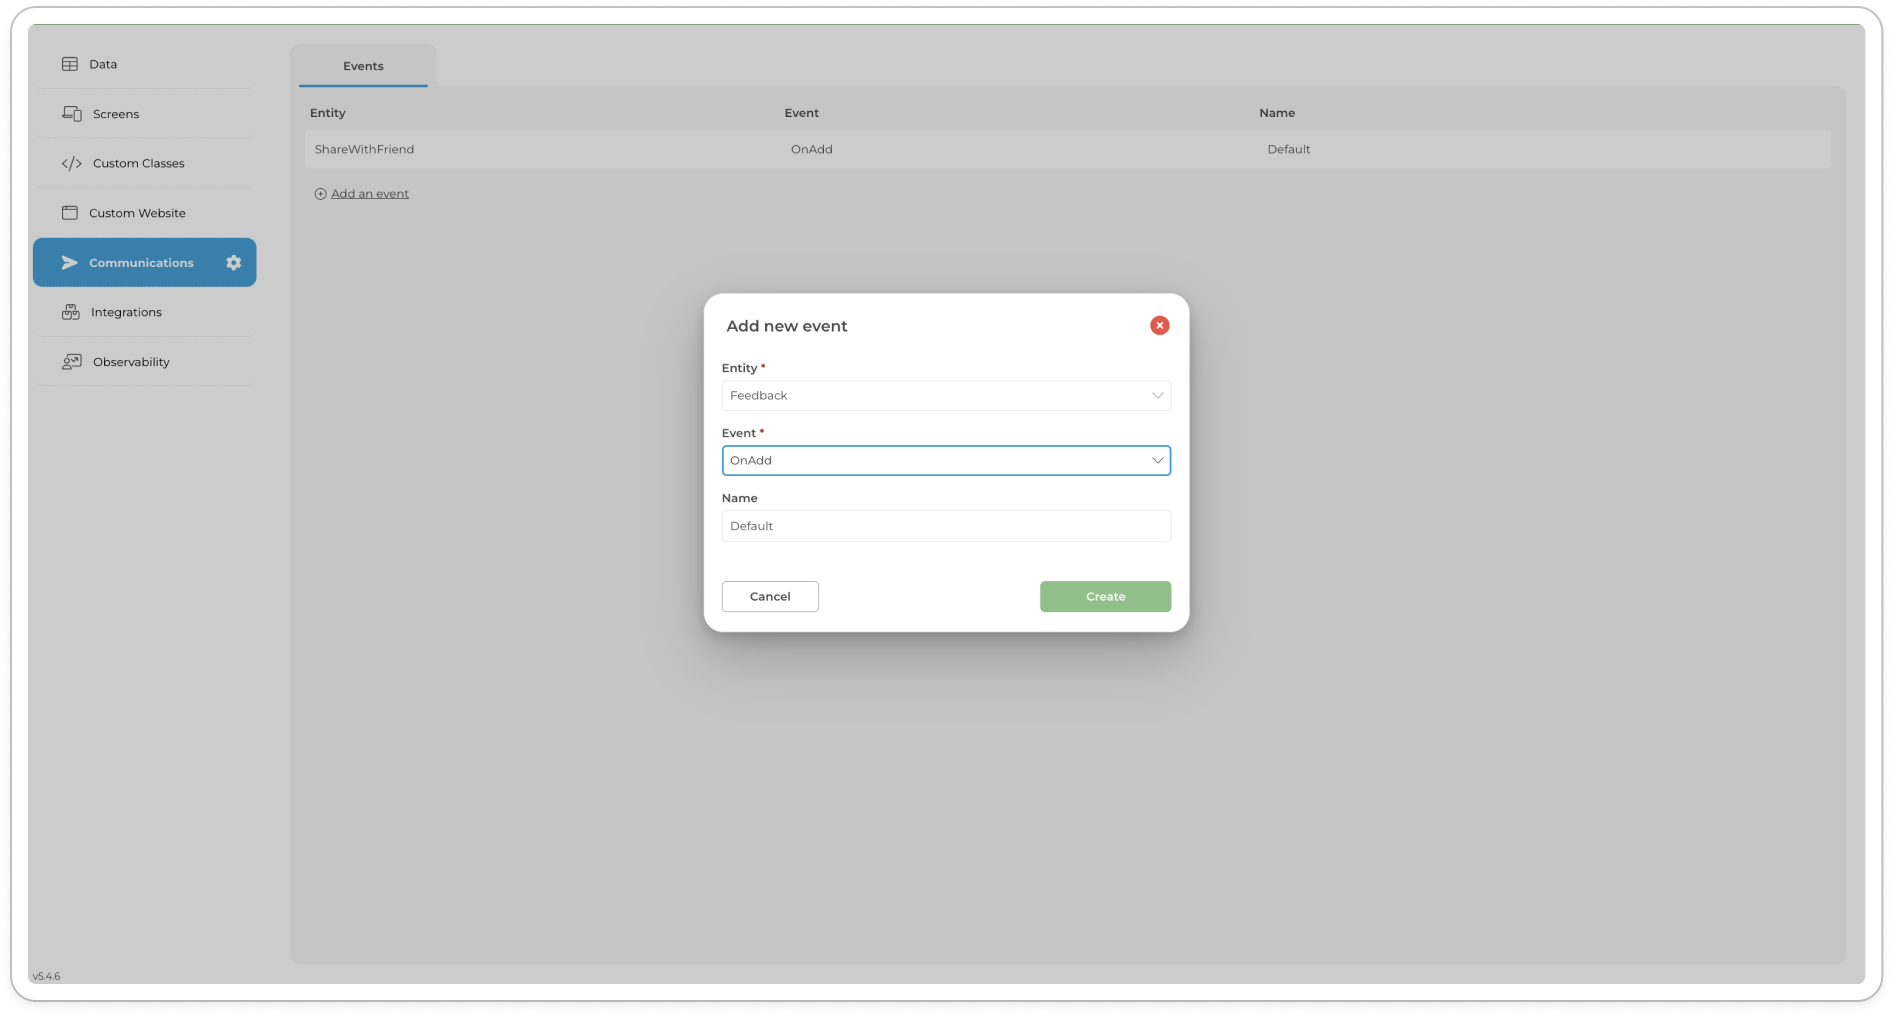 Data
Screens
Custom Classes
Custom Website
Communications
Integrations
Observability
v5.4.6
Events
Entity Event Name
ShareWithFriend OnAdd Default
Add an event
Add new event
Entity *
Feedback
Event *
OnAdd
Name
Default
Cancel Create